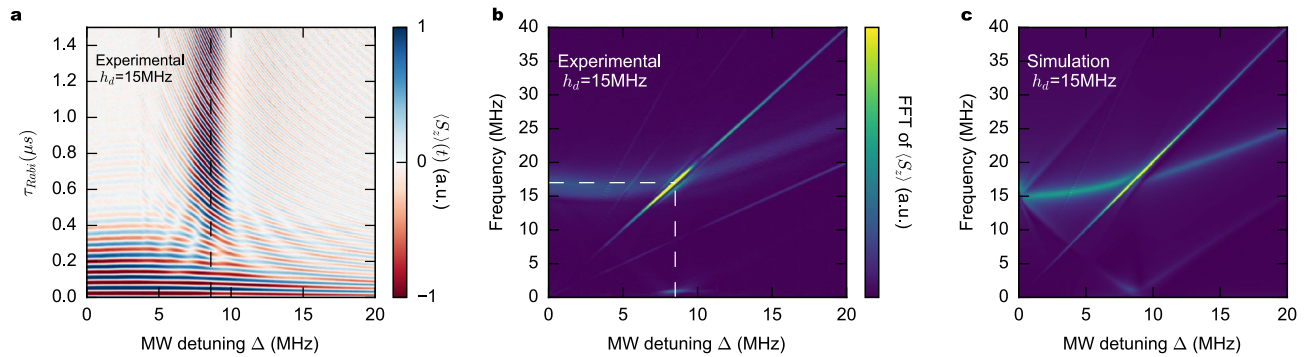 a
Experimental
h_d=15MHz
1.4
1.2
1.0
0.8
0.6
0.4
0.2
0.0
τ_Rabi(μs)
0
5
10
15
20
MW detuning Δ (MHz)
1
0
−1
⟨S_z⟩(t) (a.u.)
b
Experimental
h_d=15MHz
40
35
30
25
20
15
10
5
0
Frequency (MHz)
0
5
10
15
20
MW detuning Δ (MHz)
FFT of ⟨S_z⟩ (a.u.)
c
Simulation
h_d=15MHz
40
35
30
25
20
15
10
5
0
Frequency (MHz)
0
5
10
15
20
MW detuning Δ (MHz)